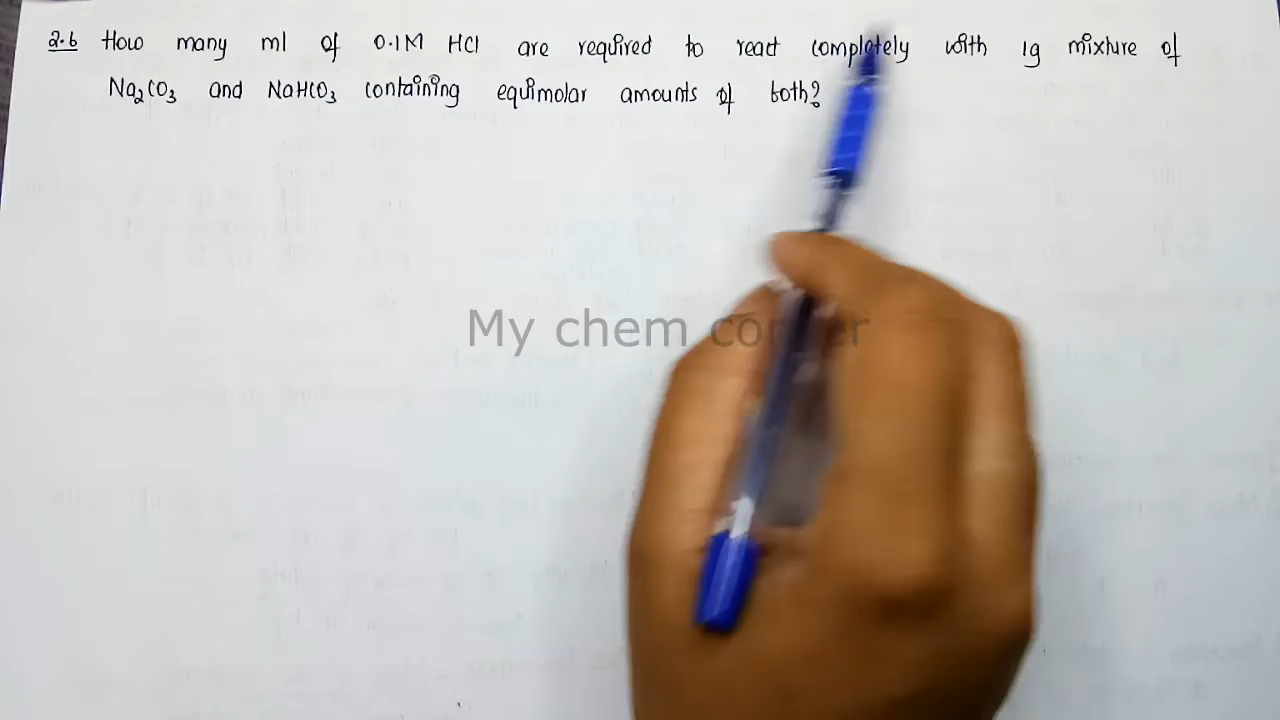 2.6 How many ml of 0.1M HCl are required to react completely with 1g mixture of
Na₂CO₃ and NaHCO₃ containing equimolar amounts of both?
My chem corner